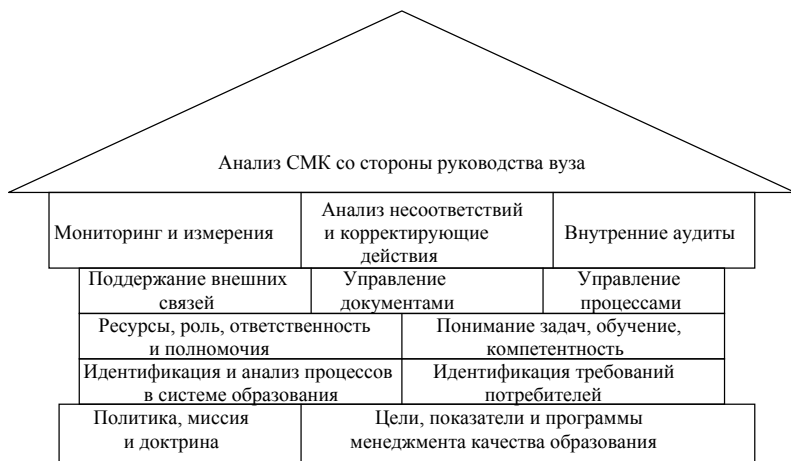 Анализ СМК со стороны руководства вуза
Мониторинг и измерения
Анализ несоответствий
и корректирующие
действия
Внутренние аудиты
Поддержание внешних
связей
Управление
документами
Управление
процессами
Ресурсы, роль, ответственность
и полномочия
Понимание задач, обучение,
компетентность
Идентификация и анализ процессов
в системе образования
Идентификация требований
потребителей
Политика, миссия
и доктрина
Цели, показатели и программы
менеджмента качества образования